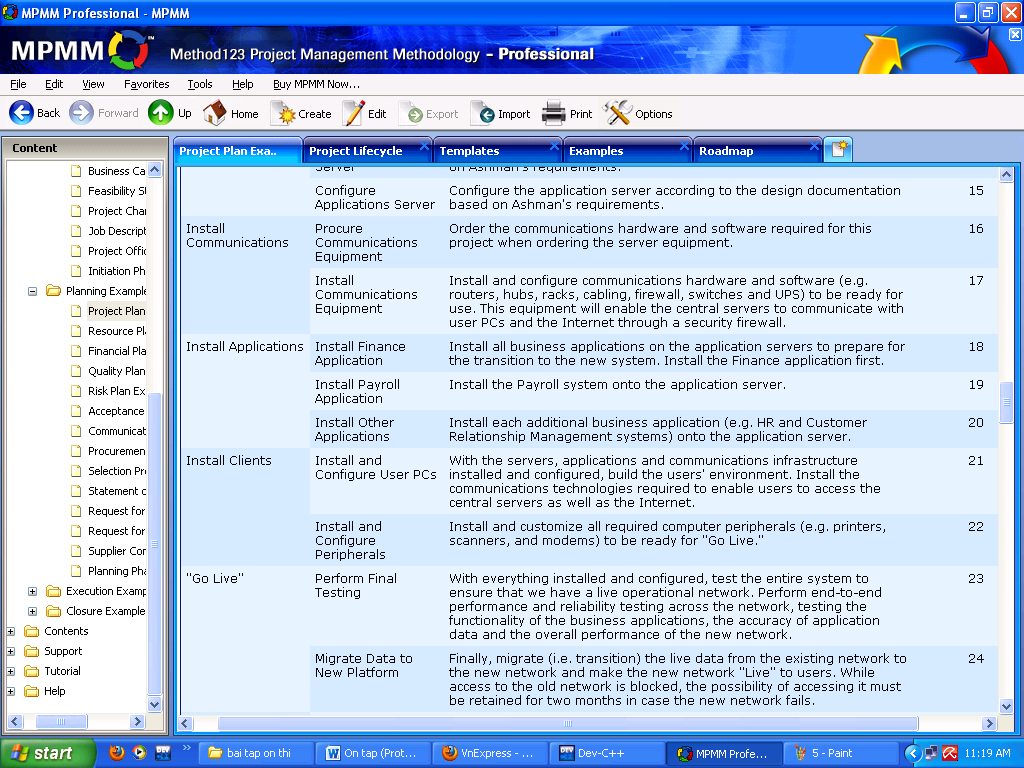 MPMM Professional - MPMM
MPMM™ Method123 Project Management Methodology – Professional
File Edit View Favorites Tools Help Buy MPMM Now...
Back Forward Up Home Create Edit Export Import Print Options
Content
Project Plan Exa.. Project Lifecycle Templates Examples Roadmap
Business Ca
Feasibility St
Project Char
Job Descript
Project Offic
Initiation Ph
Planning Example
Project Plan
Resource Pl
Financial Pla
Quality Plan
Risk Plan Ex
Acceptance
Communicat
Procuremen
Selection Pr
Statement o
Request for
Request for
Supplier Con
Planning Pha
Execution Examp
Closure Example
Contents
Support
Tutorial
Help
Server on Ashman's requirements.
Configure Configure the application server according to the design documentation 15
Applications Server based on Ashman's requirements.
Install Procure Order the communications hardware and software required for this 16
Communications Communications project when ordering the server equipment.
Equipment
Install Install and configure communications hardware and software (e.g. 17
Communications routers, hubs, racks, cabling, firewall, switches and UPS) to be ready for
Equipment use. This equipment will enable the central servers to communicate with
user PCs and the Internet through a security firewall.
Install Applications Install Finance Install all business applications on the application servers to prepare for 18
Application the transition to the new system. Install the Finance application first.
Install Payroll Install the Payroll system onto the application server. 19
Application
Install Other Install each additional business application (e.g. HR and Customer 20
Applications Relationship Management systems) onto the application server.
Install Clients Install and With the servers, applications and communications infrastructure 21
Configure User PCs installed and configured, build the users' environment. Install the
communications technologies required to enable users to access the
central servers as well as the Internet.
Install and Install and customize all required computer peripherals (e.g. printers, 22
Configure scanners, and modems) to be ready for "Go Live."
Peripherals
"Go Live" Perform Final With everything installed and configured, test the entire system to 23
Testing ensure that we have a live operational network. Perform end-to-end
performance and reliability testing across the network, testing the
functionality of the business applications, the accuracy of application
data and the overall performance of the new network.
Migrate Data to Finally, migrate (i.e. transition) the live data from the existing network to 24
New Platform the new network and make the new network "Live" to users. While
access to the old network is blocked, the possibility of accessing it must
be retained for two months in case the new network fails.
start bai tap on thi On tap (Prot... VnExpress - ... Dev-C++ MPMM Profe... 5 - Paint 11:19 AM